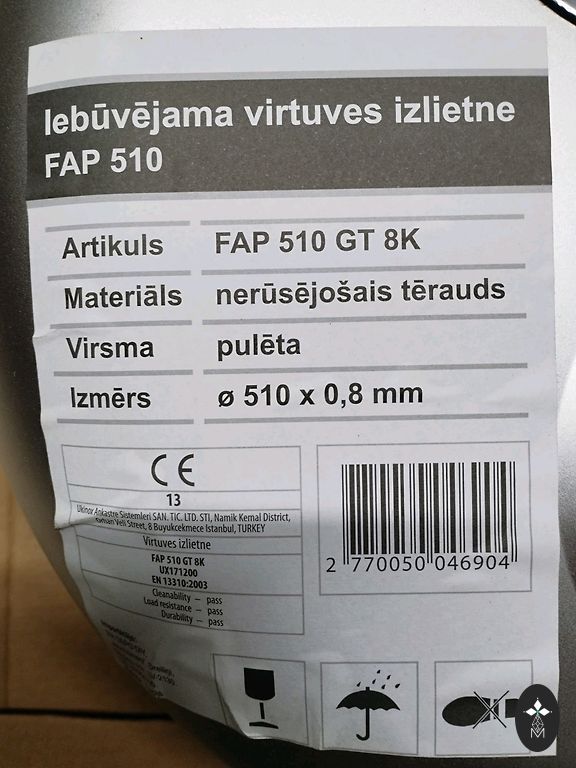 Iebūvējama virtuves izlietne
FAP 510
Artikuls FAP 510 GT 8K
Materiāls nerūsējošais tērauds
Virsma pulēta
Izmērs ø 510 x 0,8 mm
CE
13
Ankastre Sistemleri SAN. TIC. LTD. STI, Namik Kemal District,
Veli Street, 8 Buyukcekmece Istanbul, TURKEY
Virtuves izlietne
FAP 510 GT 8K
UX171200
EN 13310:2003
Cleanability – pass
Load resistance – pass
Durability – pass
2 770050 046904
M